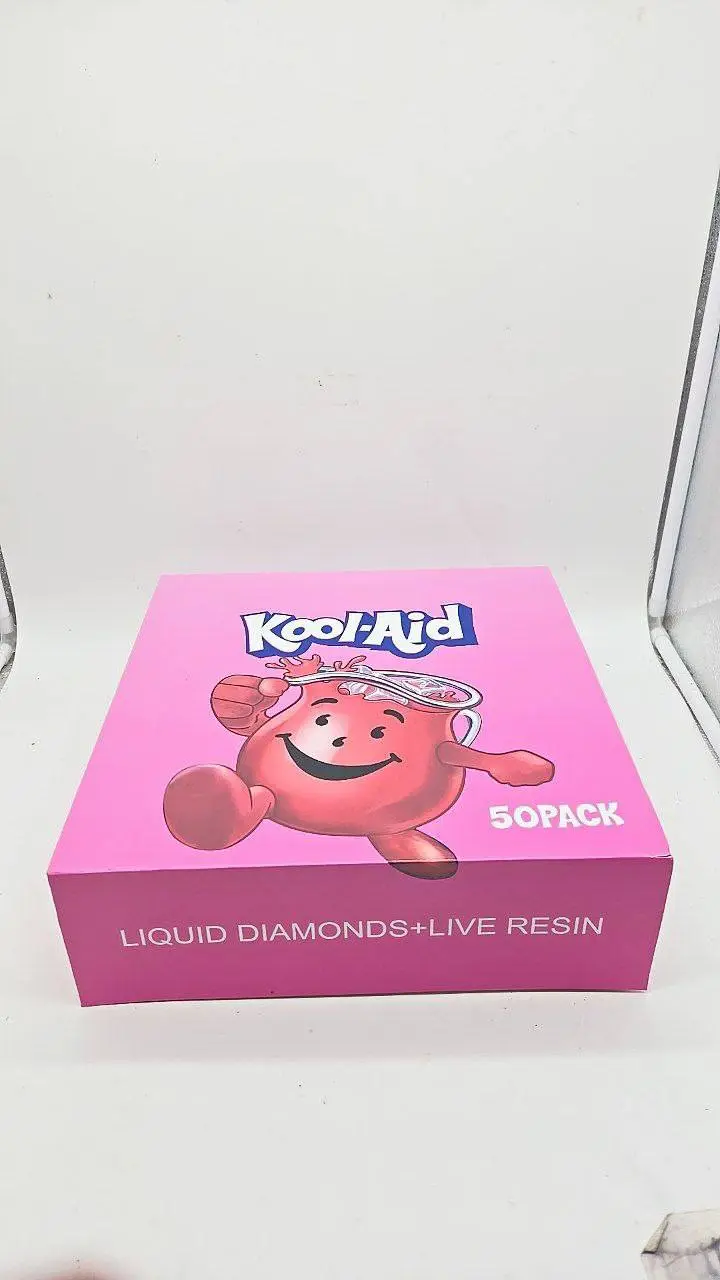 Kool-Aid
50PACK
LIQUID DIAMONDS+LIVE RESIN